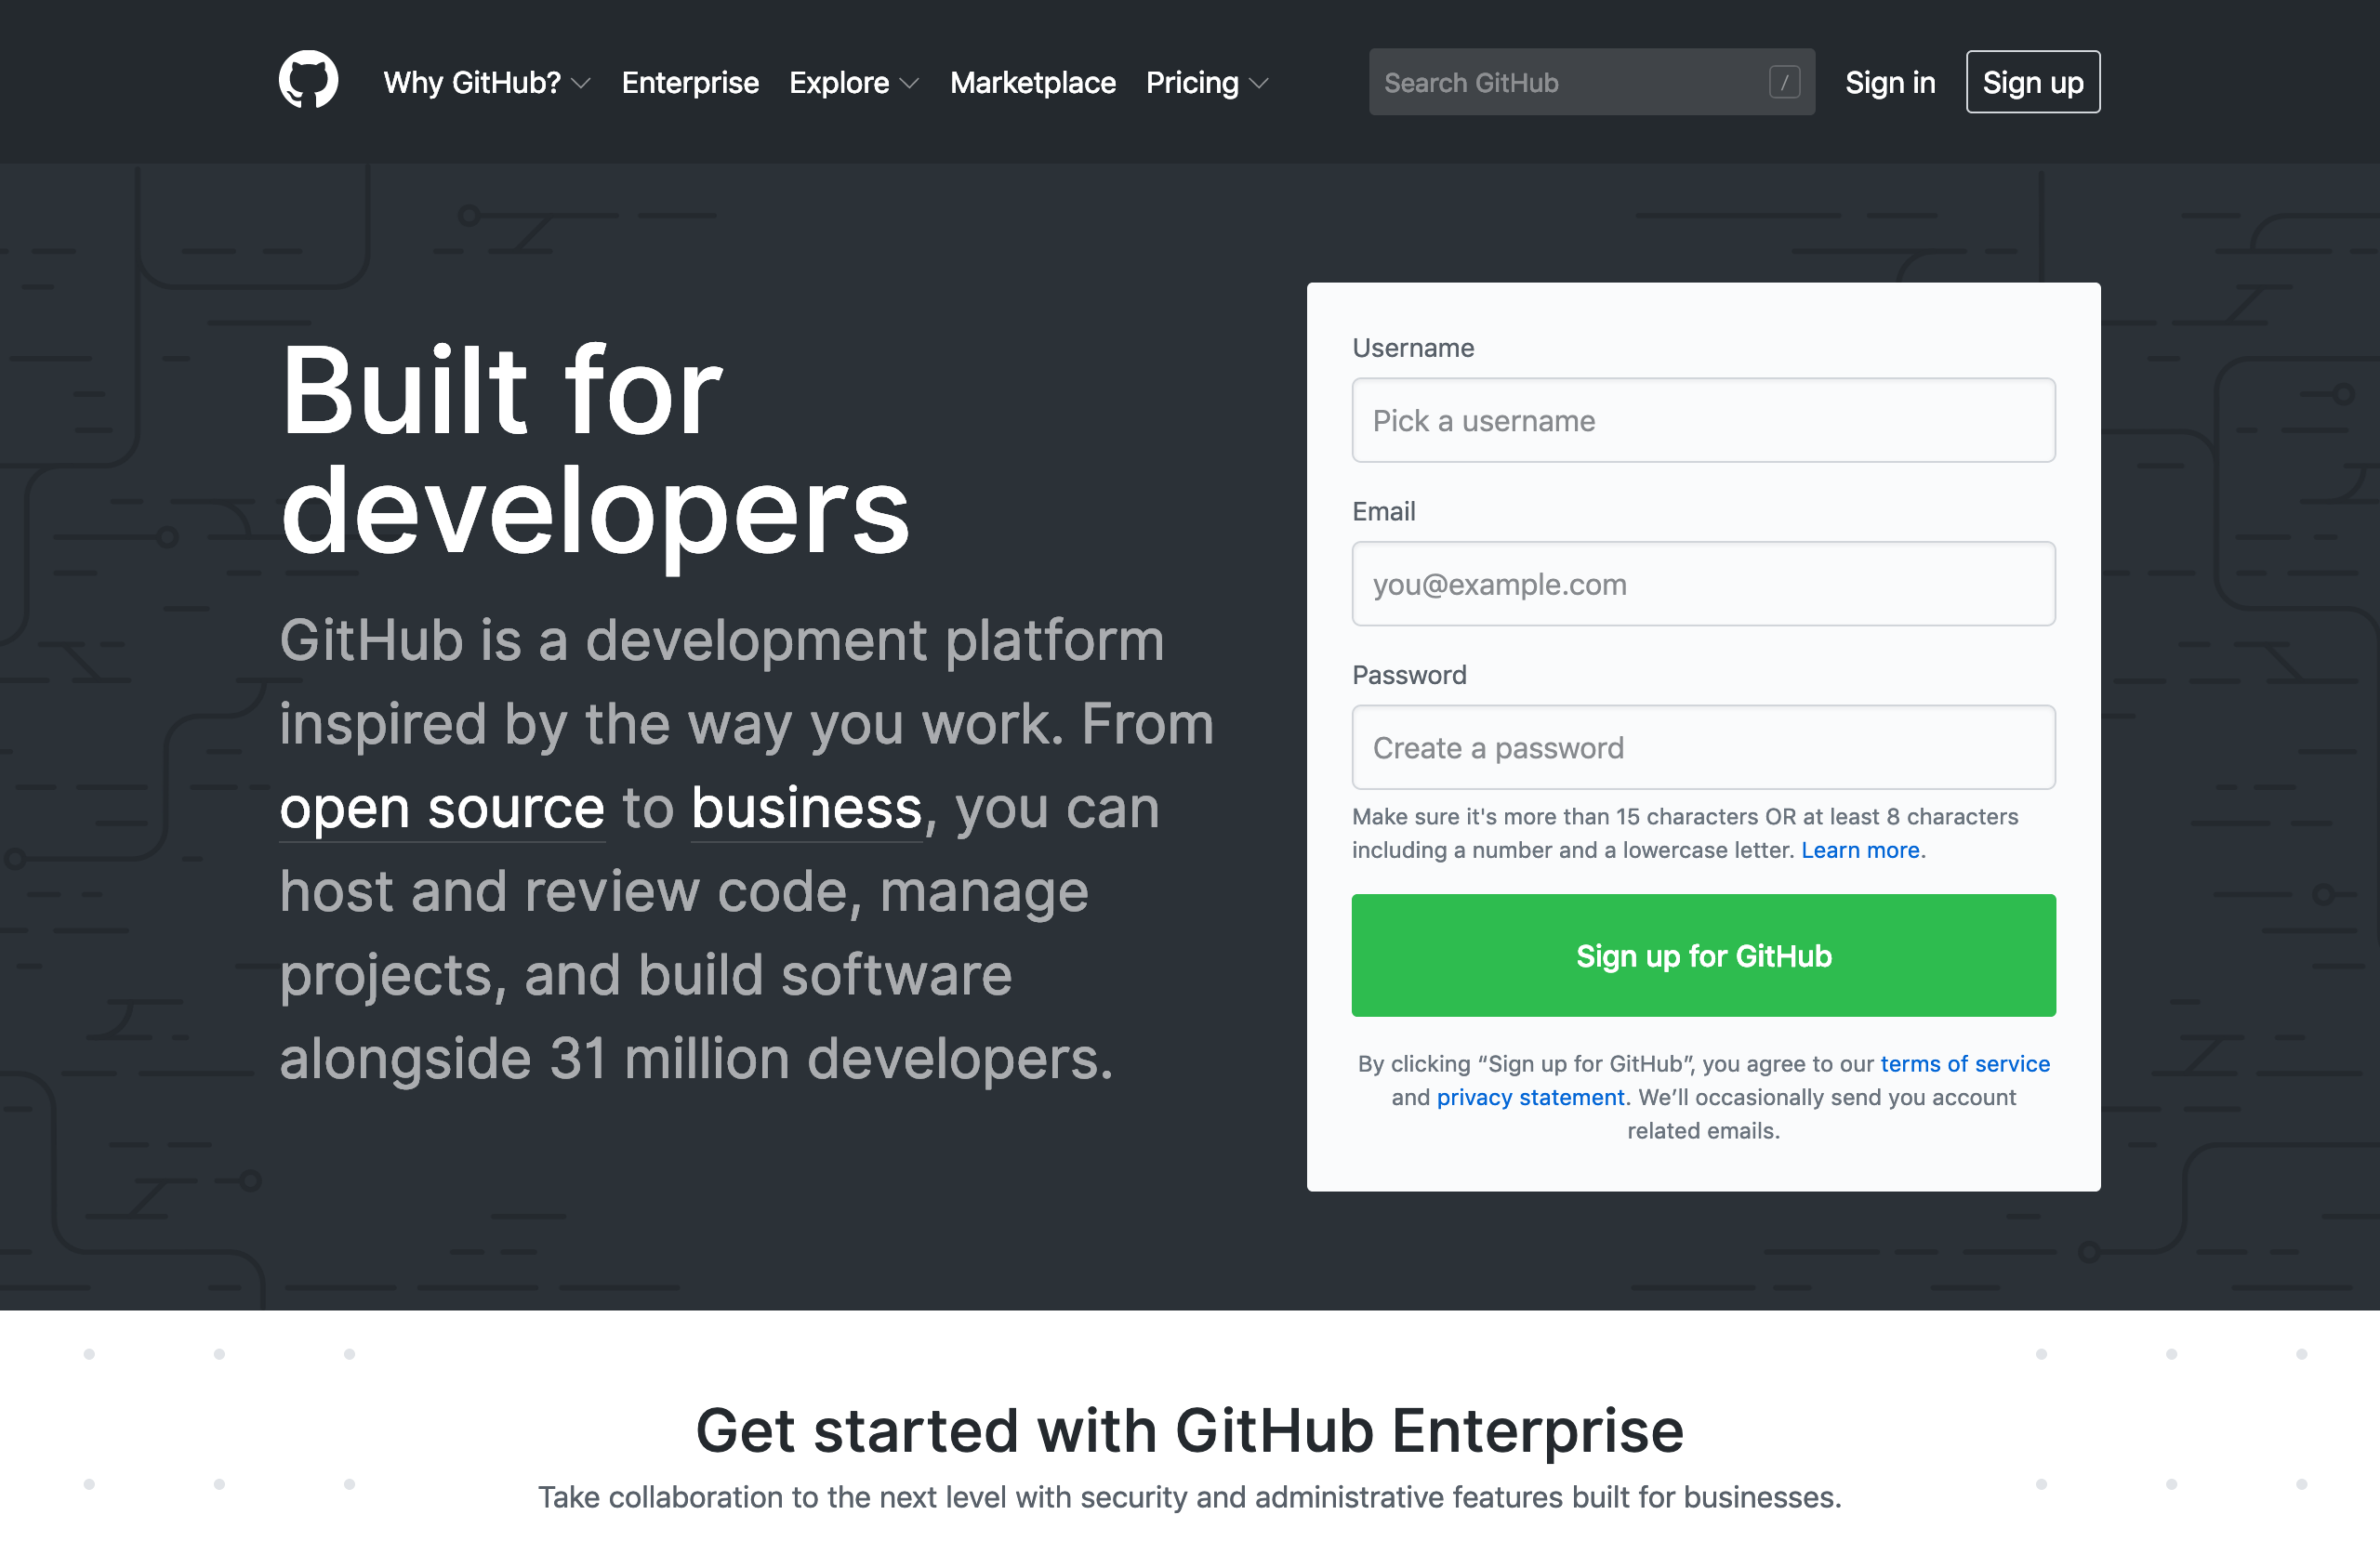 Why GitHub? Enterprise Explore Marketplace Pricing Search GitHub / Sign in Sign up
Built for
developers
GitHub is a development platform
inspired by the way you work. From
open source to business, you can
host and review code, manage
projects, and build software
alongside 31 million developers.
Username
Pick a username
Email
you@example.com
Password
Create a password
Make sure it's more than 15 characters OR at least 8 characters
including a number and a lowercase letter. Learn more.
Sign up for GitHub
By clicking “Sign up for GitHub”, you agree to our terms of service
and privacy statement. We’ll occasionally send you account
related emails.
Get started with GitHub Enterprise
Take collaboration to the next level with security and administrative features built for businesses.